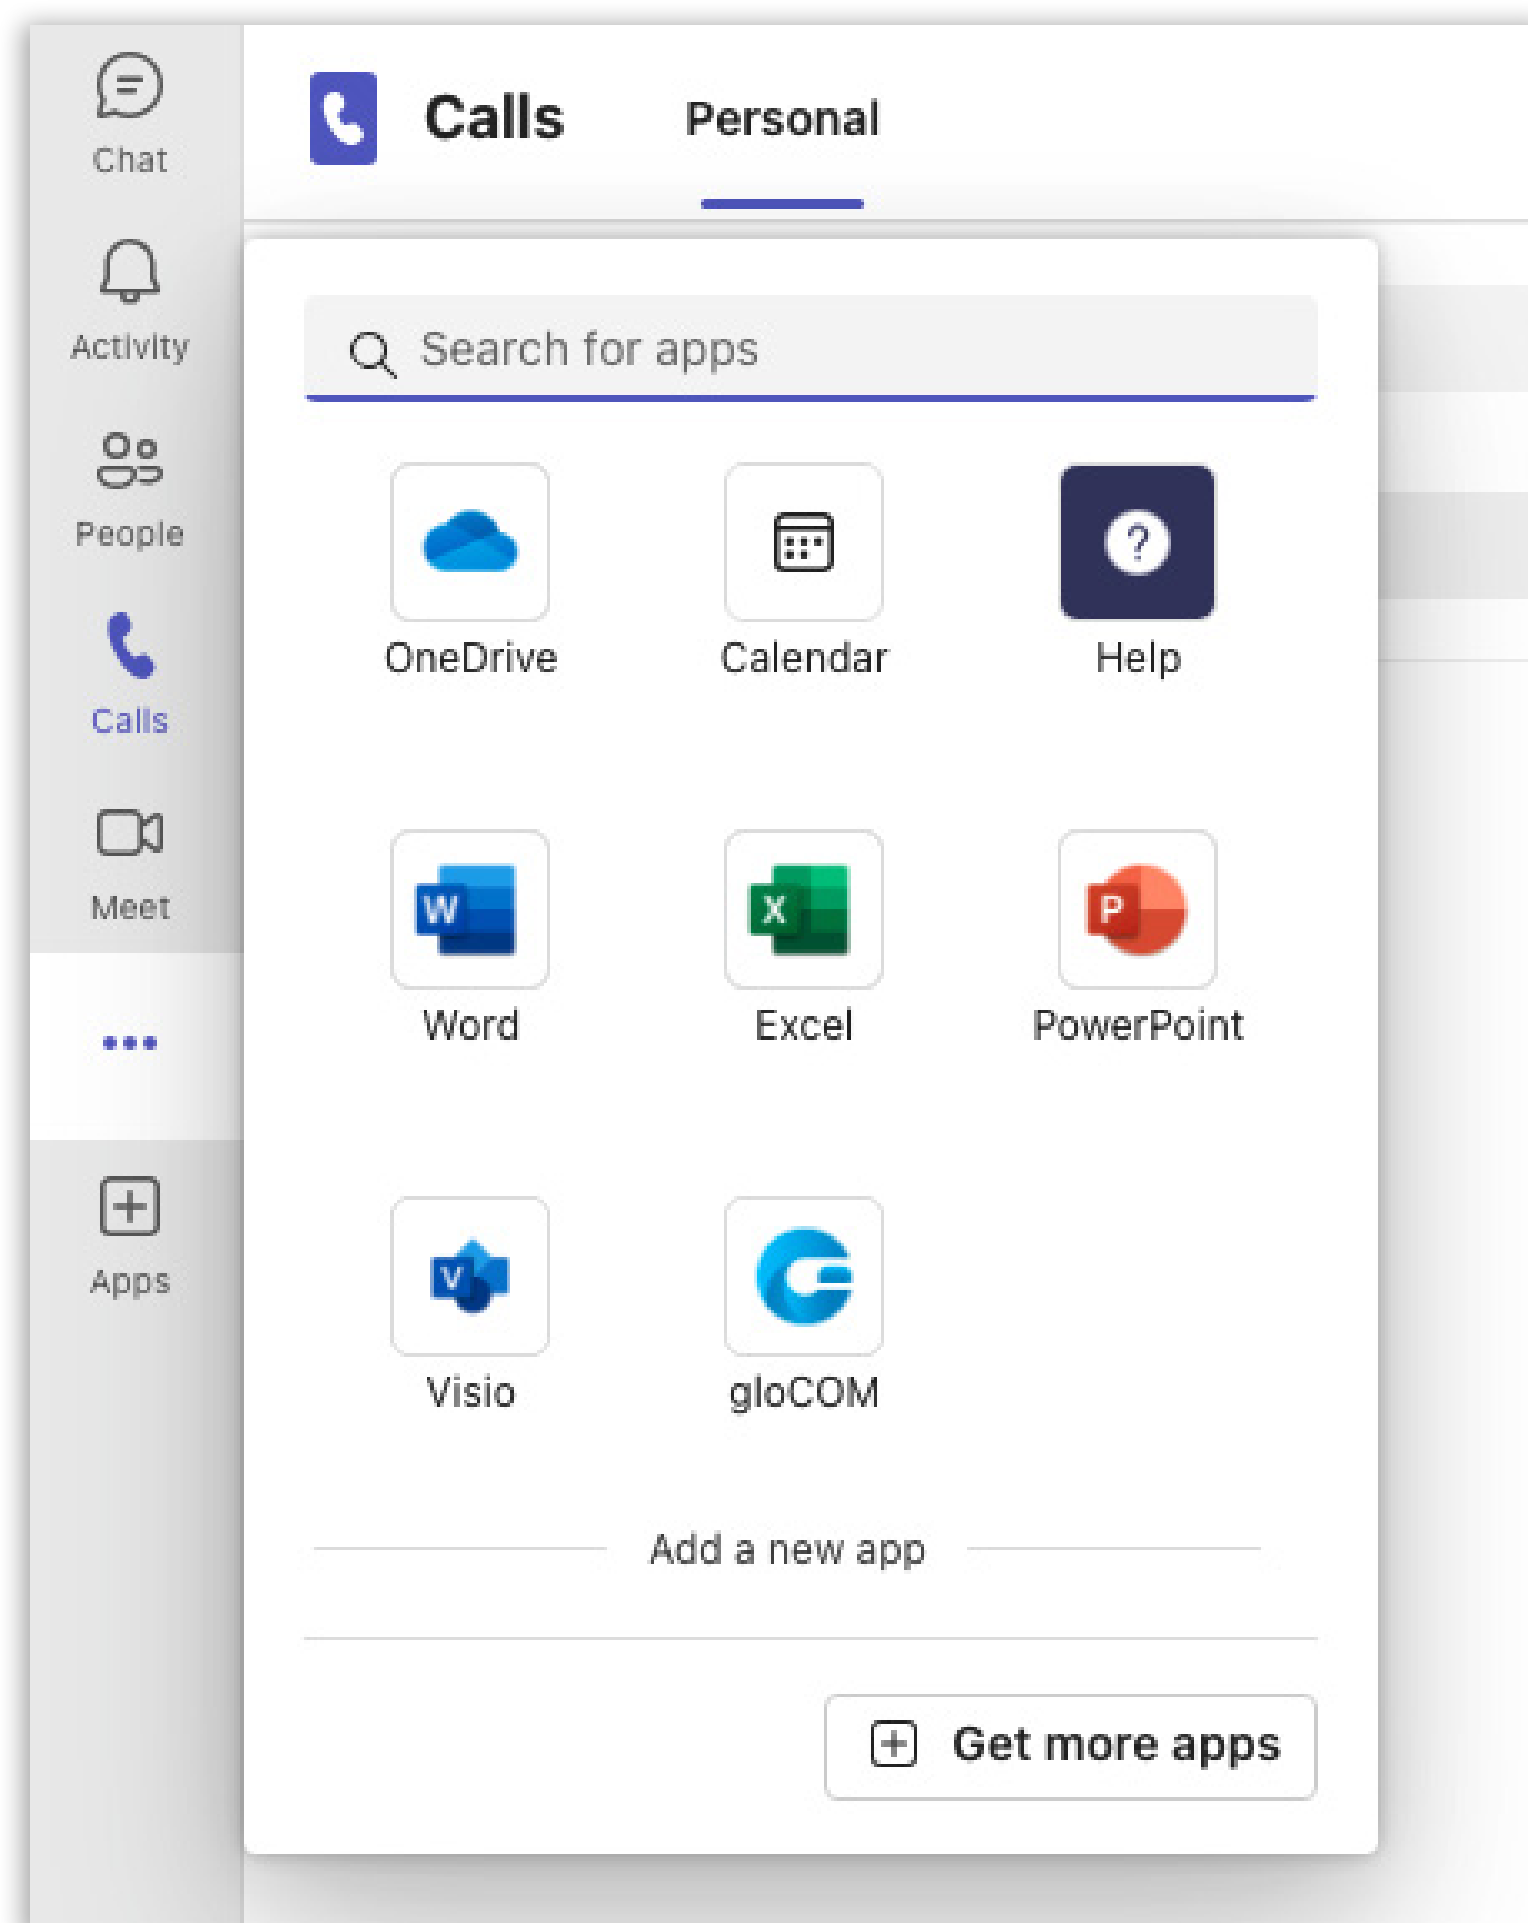 Chat
Activity
People
Calls
Meet
Apps
Calls Personal
Search for apps
OneDrive Calendar Help
W X P
Word Excel PowerPoint
V
Visio gloCOM
Add a new app
Get more apps